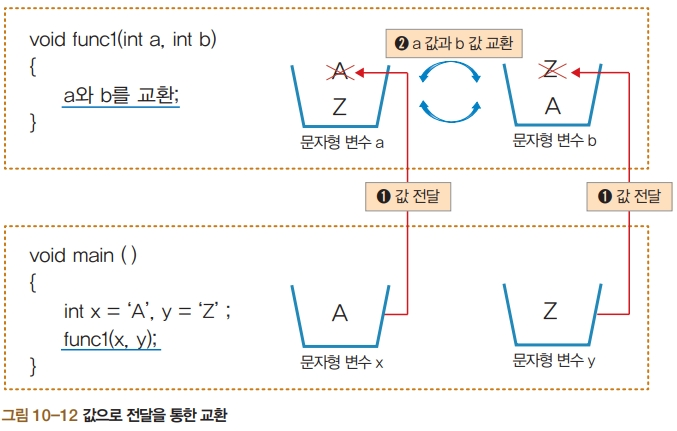 void func1(int a, int b)
{
a와 b를 교환;
}
❷ a 값과 b 값 교환
A
Z
문자형 변수 a
Z
A
문자형 변수 b
❶ 값 전달
❶ 값 전달
void main ( )
{
int x = ‘A’, y = ‘Z’ ;
func1(x, y);
}
A
문자형 변수 x
Z
문자형 변수 y
그림 10-12 값으로 전달을 통한 교환